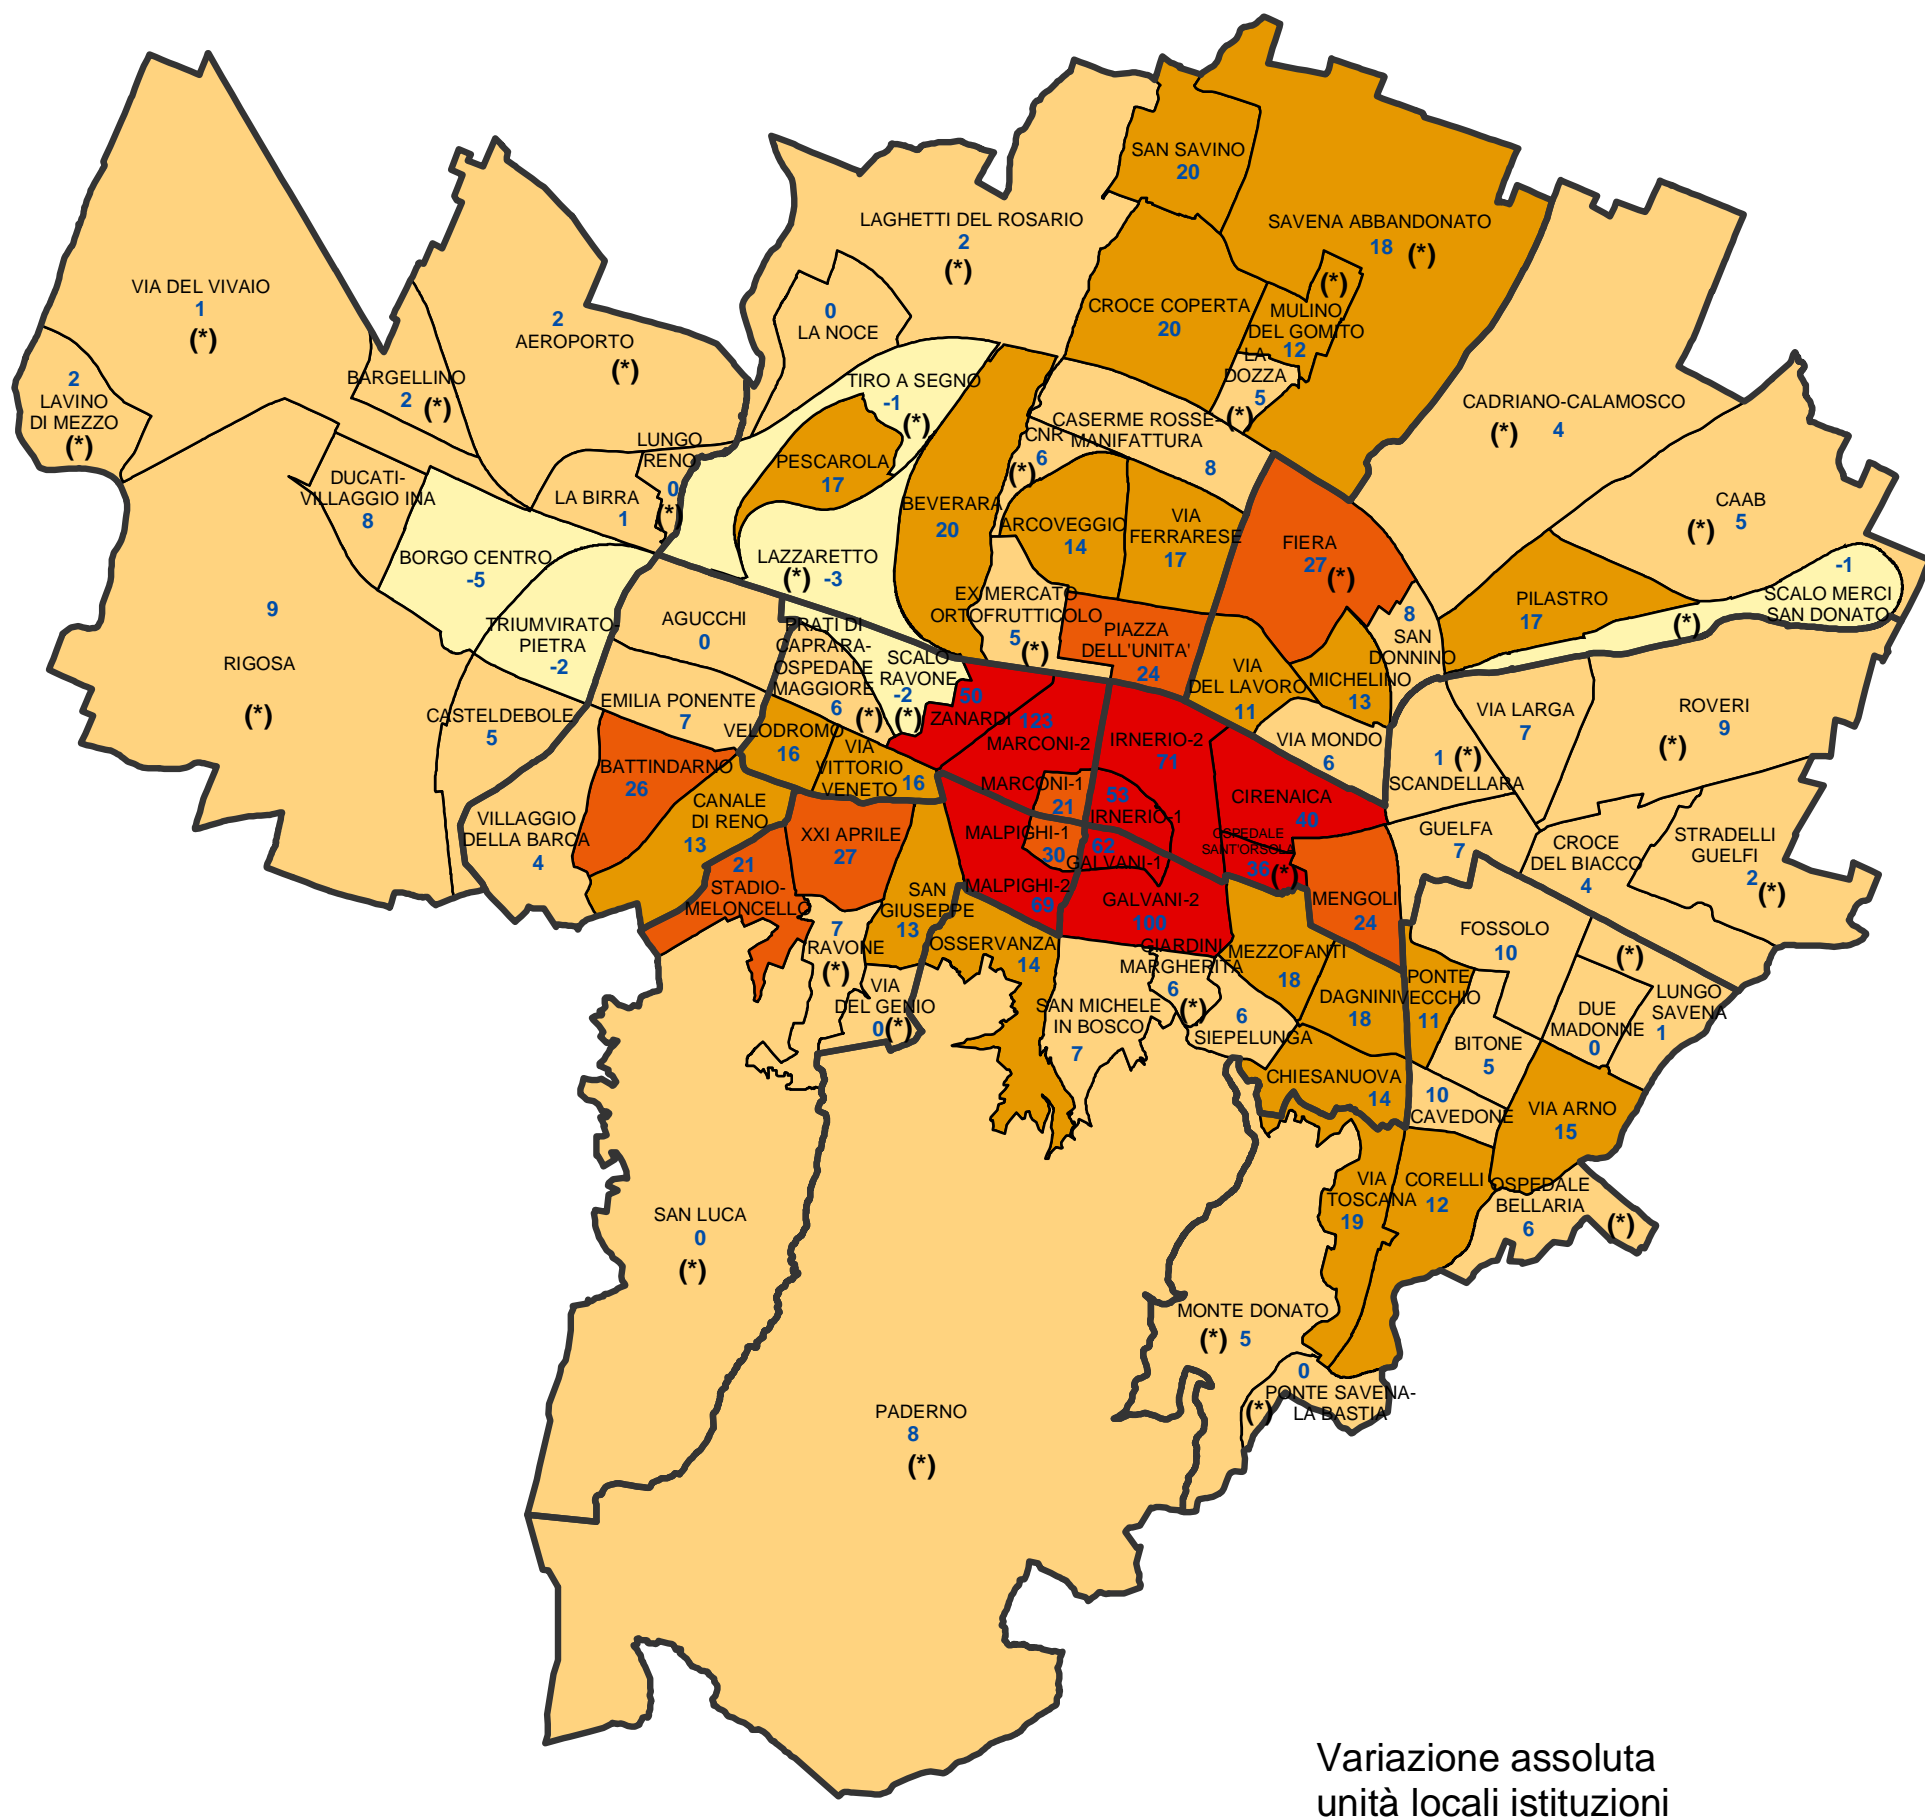 SAN SAVINO
20
LAGHETTI DEL ROSARIO
2
(*)
SAVENA ABBANDONATO
18 (*)
VIA DEL VIVAIO
1
(*)
2
AEROPORTO
(*)
0
LA NOCE
CROCE COPERTA
20
(*)
MULINO
DEL GOMITO
12
LA
DOZZA
5
(*)
2
LAVINO
DI MEZZO
(*)
BARGELLINO
2 (*)
TIRO A SEGNO
-1
(*)
CADRIANO-CALAMOSCO
(*) 4
CASERME ROSSE-
MANIFATTURA
8
CNR
6
(*)
LUNGO
RENO
0
(*)
PESCAROLA
17
DUCATI-
VILLAGGIO INA
8
LA BIRRA
1
BEVERARA
20
ARCOVEGGIO
14
VIA
FERRARESE
17
FIERA
27 (*)
CAAB
(*) 5
BORGO CENTRO
-5
LAZZARETTO
(*) -3
-1
SCALO MERCI
SAN DONATO
(*)
PILASTRO
17
EX MERCATO
ORTOFRUTTICOLO
5 (*)
9
RIGOSA
(*)
TRIUMVIRATO-
PIETRA
-2
AGUCCHI
0
PRATI DI
CAPRARA-
OSPEDALE
MAGGIORE
6 (*)
SCALO
RAVONE
-2
(*)
PIAZZA
DELL'UNITA'
24
8
SAN
DONNINO
VIA
DEL LAVORO
11
MICHELINO
13
CASTELDEBOLE
5
EMILIA PONENTE
7
50
ZANARDI
123
MARCONI-2
IRNERIO-2
71
VIA MONDO
6
VIA LARGA
7
ROVERI
9
(*)
VELODROMO
16
VIA
VITTORIO
VENETO 16
BATTINDARNO
26
1 (*)
SCANDELLARA
MARCONI-1
21
53
IRNERIO-1
CIRENAICA
40
CANALE
DI RENO
13
VILLAGGIO
DELLA BARCA
4
XXI APRILE
27
MALPIGHI-1
30
62
GALVANI-1
OSPEDALE
SANT'ORSOLA
36 (*)
GUELFA
7
CROCE
DEL BIACCO
4
STRADELLI
GUELFI
2
(*)
21
STADIO-
MELONCELLO
SAN
GIUSEPPE
13
MALPIGHI-2
69
GALVANI-2
100
MENGOLI
24
7
RAVONE
(*)
OSSERVANZA
14
GIARDINI
MARGHERITA
6
(*)
MEZZOFANTI
18
FOSSOLO
10
(*)
VIA
DEL GENIO
0 (*)
SAN MICHELE
IN BOSCO
7
6
SIEPELUNGA
DAGNINI
18
PONTE
VECCHIO
11
DUE
MADONNE
0
LUNGO
SAVENA
1
BITONE
5
CHIESANUOVA
14
10
CAVEDONE
VIA ARNO
15
SAN LUCA
0
(*)
VIA
TOSCANA
19
CORELLI
12
OSPEDALE
BELLARIA
6
(*)
MONTE DONATO
(*) 5
0
PONTE SAVENA-
LA BASTIA
(*)
PADERNO
8
(*)
Variazione assoluta
unità locali istituzioni